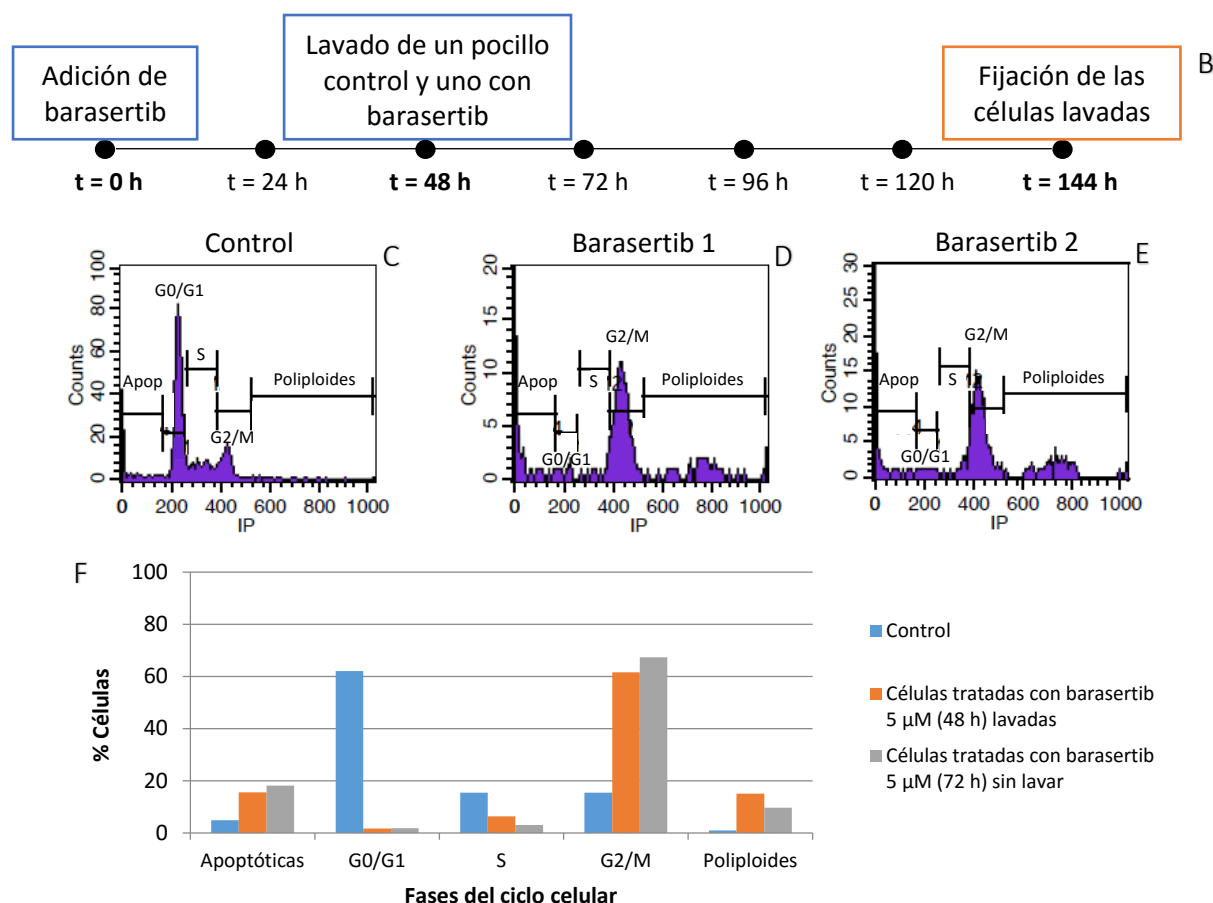 Adición de
barasertib
Lavado de un pocillo
control y uno con
barasertib
Fijación de las
células lavadas
B
t = 0 h
t = 24 h
t = 48 h
t = 72 h
t = 96 h
t = 120 h
t = 144 h
Control
C
Counts
100
80
60
40
20
0
G0/G1
S
Apop
Poliploides
G2/M
0 200 400 600 800 1000
IP
Barasertib 1
D
Counts
20
15
10
5
0
G2/M
Apop
S
Poliploides
G0/G1
0 200 400 600 800 1000
IP
Barasertib 2
E
Counts
30
25
20
15
10
5
0
G2/M
S
Apop
Poliploides
G0/G1
0 200 400 600 800 1000
IP
F
% Células
100
80
60
40
20
0
Apoptóticas
G0/G1
S
G2/M
Poliploides
Fases del ciclo celular
Control
Células tratadas con barasertib
5 µM (48 h) lavadas
Células tratadas con barasertib
5 µM (72 h) sin lavar